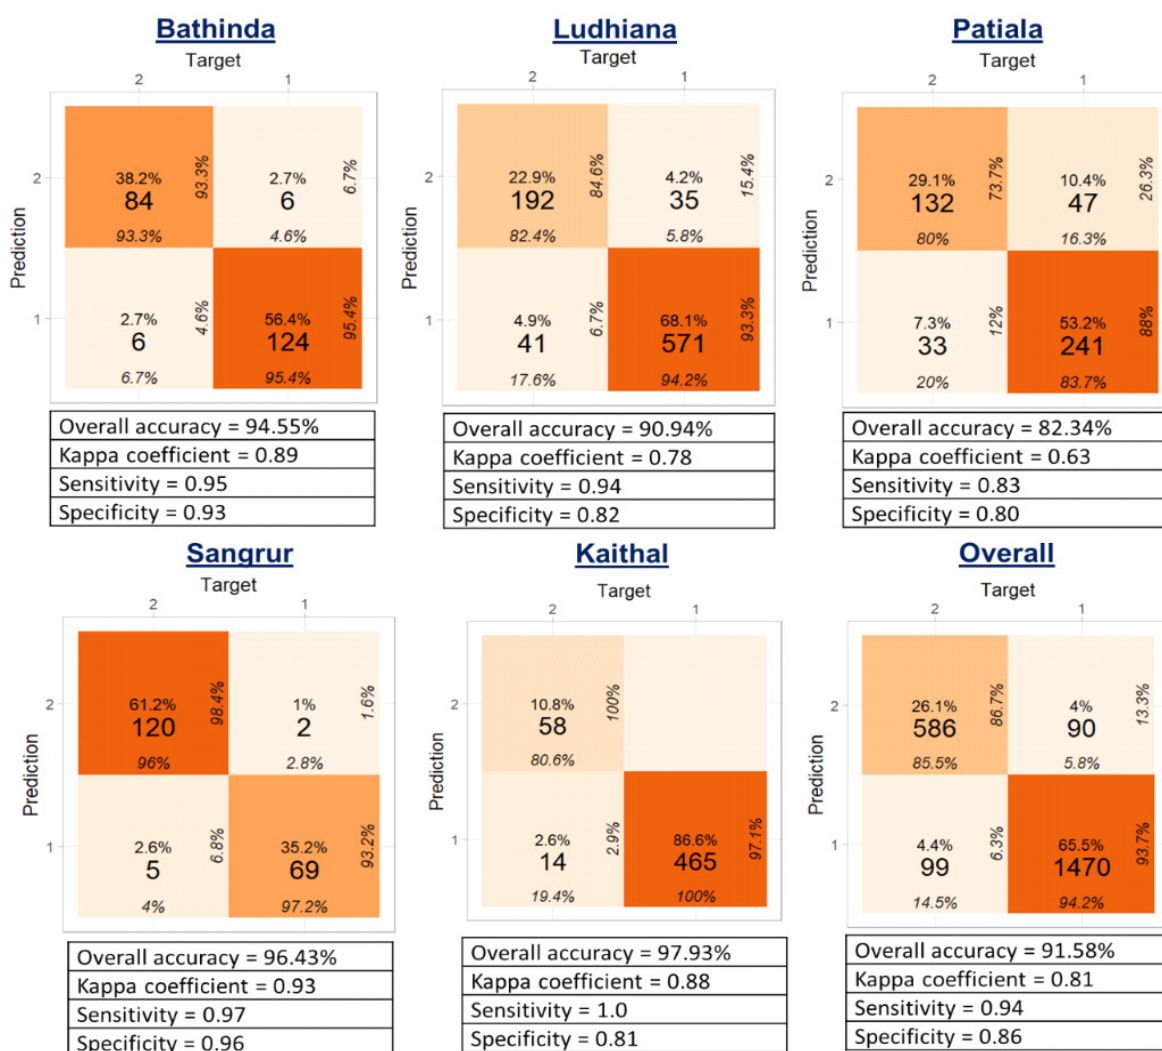 Bathinda
Target
2 1
Prediction
2
38.2%
84
93.3%
93.3%
2.7%
6
4.6%
6.7%
1
2.7%
6
6.7%
4.6%
56.4%
124
95.4%
95.4%
Overall accuracy = 94.55%
Kappa coefficient = 0.89
Sensitivity = 0.95
Specificity = 0.93
Ludhiana
Target
2 1
Prediction
2
22.9%
192
82.4%
84.6%
4.2%
35
5.8%
15.4%
1
4.9%
41
17.6%
6.7%
68.1%
571
94.2%
93.3%
Overall accuracy = 90.94%
Kappa coefficient = 0.78
Sensitivity = 0.94
Specificity = 0.82
Patiala
Target
2 1
Prediction
2
29.1%
132
80%
73.7%
10.4%
47
16.3%
26.3%
1
7.3%
33
20%
12%
53.2%
241
83.7%
88%
Overall accuracy = 82.34%
Kappa coefficient = 0.63
Sensitivity = 0.83
Specificity = 0.80
Sangrur
Target
2 1
Prediction
2
61.2%
120
96%
98.4%
1%
2
2.8%
1.6%
1
2.6%
5
4%
6.8%
35.2%
69
97.2%
93.2%
Overall accuracy = 96.43%
Kappa coefficient = 0.93
Sensitivity = 0.97
Specificity = 0.96
Kaithal
Target
2 1
Prediction
2
10.8%
58
80.6%
100%
1
2.6%
14
19.4%
2.9%
86.6%
465
100%
97.1%
Overall accuracy = 97.93%
Kappa coefficient = 0.88
Sensitivity = 1.0
Specificity = 0.81
Overall
Target
2 1
Prediction
2
26.1%
586
85.5%
86.7%
4%
90
5.8%
13.3%
1
4.4%
99
14.5%
6.3%
65.5%
1470
94.2%
93.7%
Overall accuracy = 91.58%
Kappa coefficient = 0.81
Sensitivity = 0.94
Specificity = 0.86